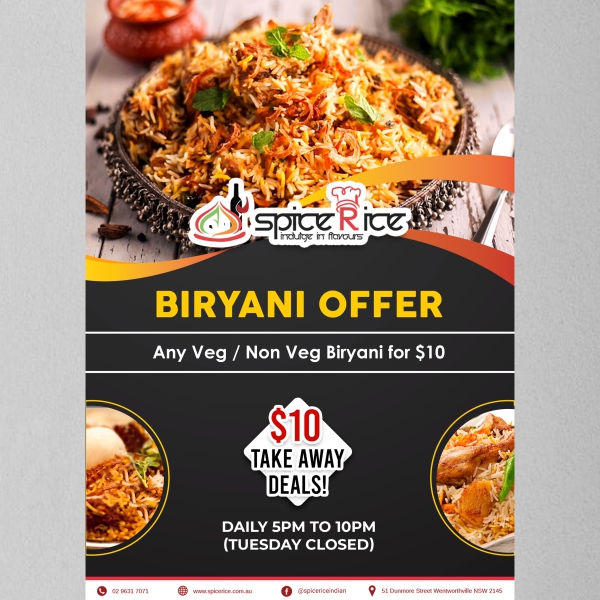 spice Rice
indulge in flavours
BIRYANI OFFER
Any Veg / Non Veg Biryani for $10
$10
TAKE AWAY
DEALS!
DAILY 5PM TO 10PM
(TUESDAY CLOSED)
02 9631 7071 www.spicerice.com.au @spicericeindian 51 Dunmore Street Wentworthville NSW 2145